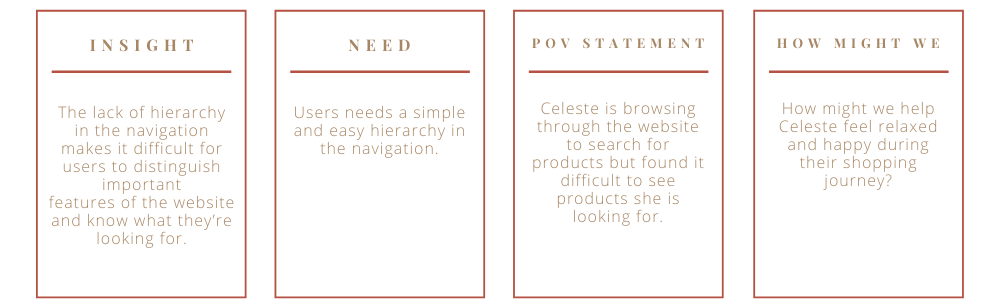 INSIGHT
The lack of hierarchy
in the navigation
makes it difficult for
users to distinguish
important
features of the website
and know what they're
looking for.
NEED
Users needs a simple
and easy hierarchy in
the navigation.
POV STATEMENT
Celeste is browsing
through the website
to search for
products but found it
difficult to see
products she is
looking for.
HOW MIGHT WE
How might we help
Celeste feel relaxed
and happy during
their shopping
journey?